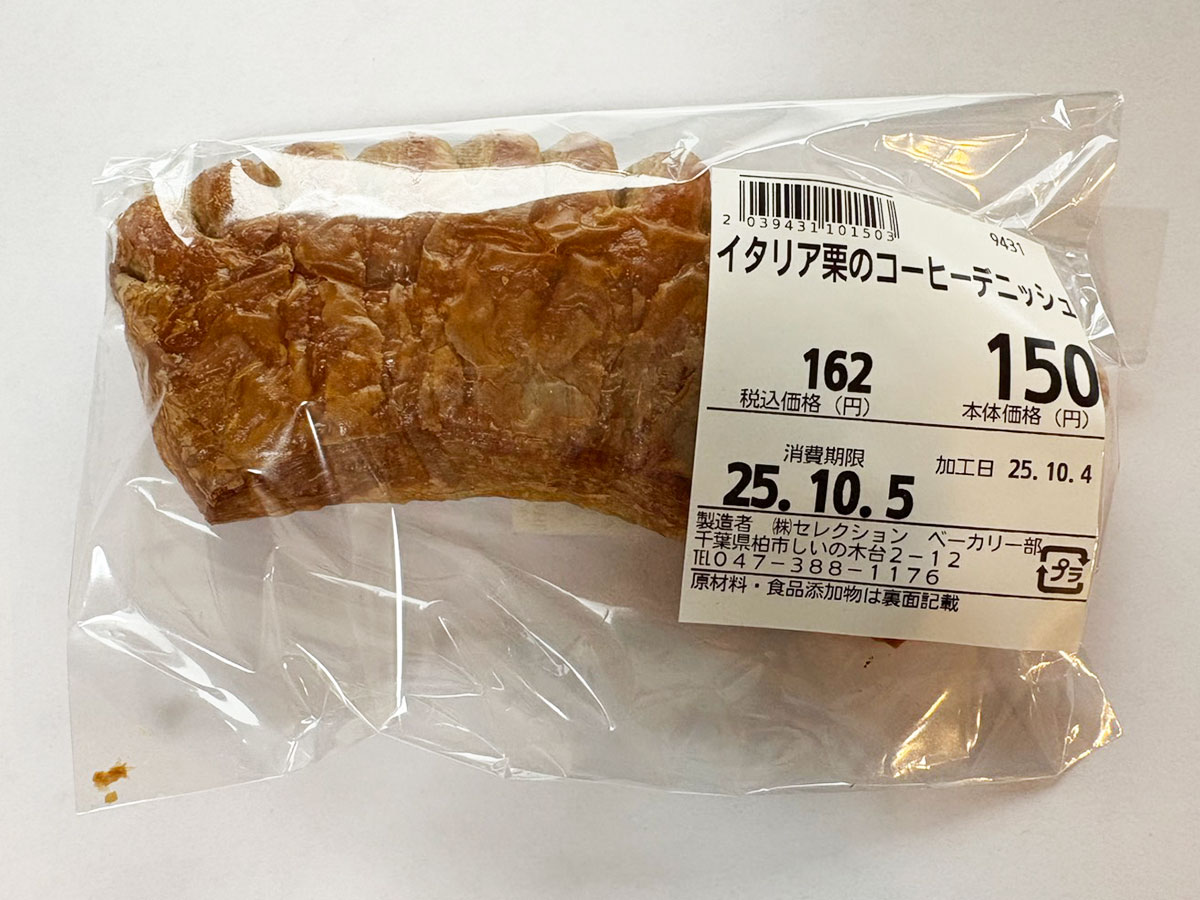 2 039431 101503
9431
イタリア栗のコーヒーデニッシュ
162 150
税込価格（円） 本体価格（円）
消費期限 加工日 25.10.4
25.10.5
製造者 ㈱セレクション ベーカリー部
千葉県柏市しいの木台２－１２
℡０４７－３８８－１１７６
プラ
原材料・食品添加物は裏面記載